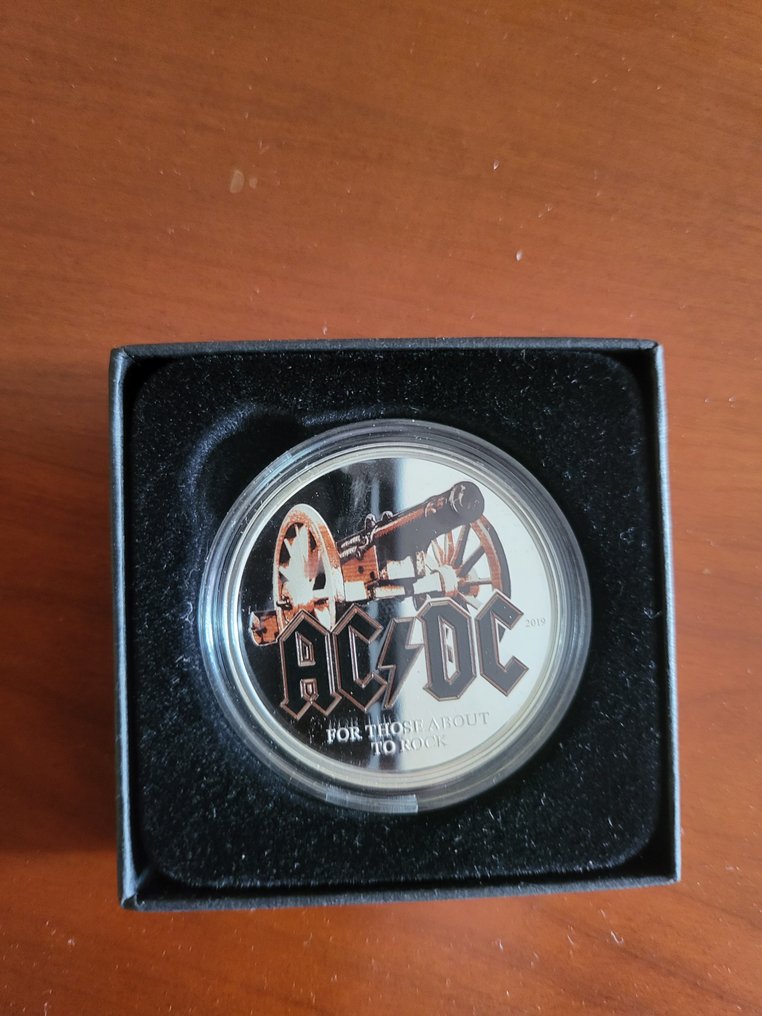 AC⚡DC
2019
FOR THOSE ABOUT
TO ROCK